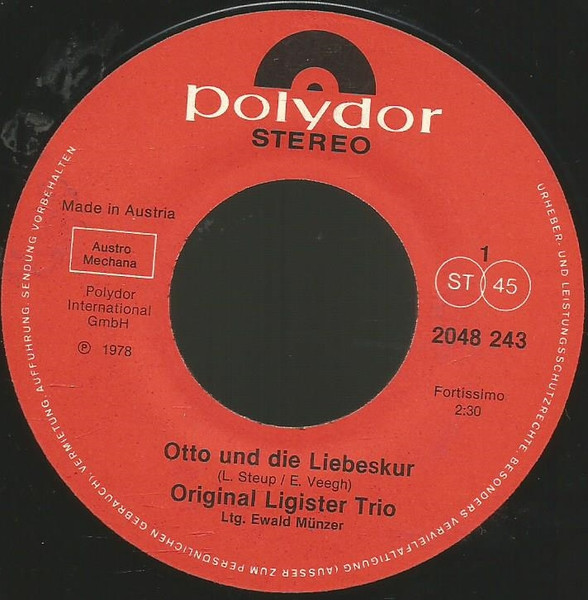 polydor
STEREO
Made in Austria
Austro
Mechana
Polydor
International
GmbH
℗ 1978
1
ST 45
2048 243
Fortissimo
2:30
Otto und die Liebeskur
(L. Steup / E. Veegh)
Original Ligister Trio
Ltg. Ewald Münzer
URHEBER- UND LEISTUNGSSCHUTZRECHTE, BESONDERS VERVIELFÄLTIGUNG (AUSSER ZUM PERSÖNLICHEN GEBRAUCH), VERMIETUNG, AUFFÜHRUNG, SENDUNG VORBEHALTEN